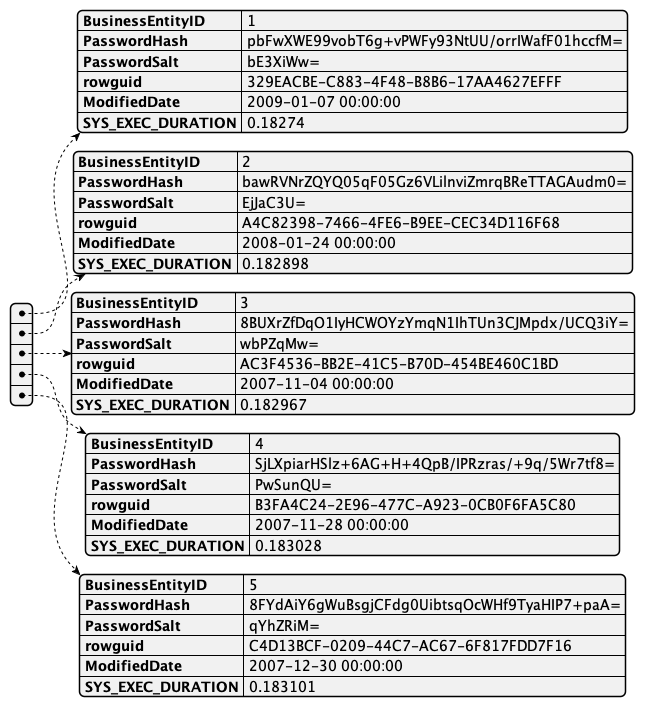 BusinessEntityID 1
PasswordHash pbFwXWE99vobT6g+vPWFy93NtUU/orrIWafF01hccfM=
PasswordSalt bE3XiWw=
rowguid 329EACBE-C883-4F48-B8B6-17AA4627EFFF
ModifiedDate 2009-01-07 00:00:00
SYS_EXEC_DURATION 0.18274
BusinessEntityID 2
PasswordHash bawRVNrZQYQ05qF05Gz6VLilnviZmrqBReTTAGAudm0=
PasswordSalt EjJaC3U=
rowguid A4C82398-7466-4FE6-B9EE-CEC34D116F68
ModifiedDate 2008-01-24 00:00:00
SYS_EXEC_DURATION 0.182898
BusinessEntityID 3
PasswordHash 8BUXrZfDqO1IyHCWOYzYmqN1IhTUn3CJMpdx/UCQ3iY=
PasswordSalt wbPZqMw=
rowguid AC3F4536-BB2E-41C5-B70D-454BE460C1BD
ModifiedDate 2007-11-04 00:00:00
SYS_EXEC_DURATION 0.182967
BusinessEntityID 4
PasswordHash SjLXpiarHSlz+6AG+H+4QpB/IPRzras/+9q/5Wr7tf8=
PasswordSalt PwSunQU=
rowguid B3FA4C24-2E96-477C-A923-0CB0F6FA5C80
ModifiedDate 2007-11-28 00:00:00
SYS_EXEC_DURATION 0.183028
BusinessEntityID 5
PasswordHash 8FYdAiY6gWuBsgjCFdg0UibtsqOcWHf9TyaHIP7+paA=
PasswordSalt qYhZRiM=
rowguid C4D13BCF-0209-44C7-AC67-6F817FDD7F16
ModifiedDate 2007-12-30 00:00:00
SYS_EXEC_DURATION 0.183101